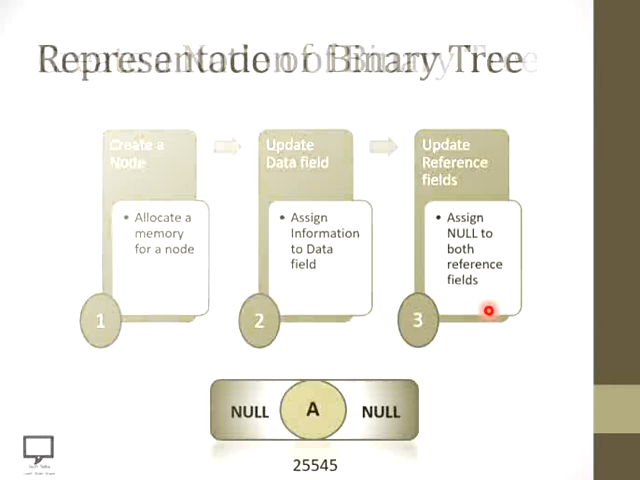 Representation of Binary Tree
Create a
Node
Update
Data field
Update
Reference
fields
• Allocate a
memory
for a node
• Assign
Information
to Data
field
• Assign
NULL to
both
reference
fields
1
2
3
NULL
A
NULL
25545